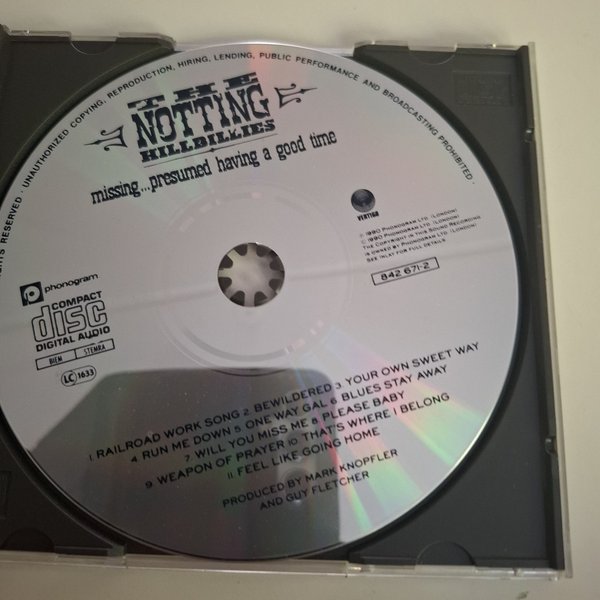 RIGHTS RESERVED · UNAUTHORIZED COPYING, REPRODUCTION, HIRING, LENDING, PUBLIC PERFORMANCE AND BROADCASTING PROHIBITED ·
THE
NOTTING
HILLBILLIES
missing...presumed having a good time
VERTIGO
℗ 1990 PHONOGRAM LTD. (LONDON)
© 1990 PHONOGRAM LTD. (LONDON)
THE COPYRIGHT IN THIS SOUND RECORDING
IS OWNED BY PHONOGRAM LTD. (LONDON)
SEE INLAY FOR FULL DETAILS
842 671-2
phonogram
COMPACT
disc
DIGITAL AUDIO
BIEM STEMRA
LC 1633
1 RAILROAD WORK SONG 2. BEWILDERED 3. YOUR OWN SWEET WAY
4 RUN ME DOWN 5 ONE WAY GAL 6 BLUES STAY AWAY
7 WILL YOU MISS ME 8 PLEASE BABY
9 WEAPON OF PRAYER 10 THAT'S WHERE I BELONG
11 FEEL LIKE GOING HOME
PRODUCED BY MARK KNOPFLER
AND GUY FLETCHER